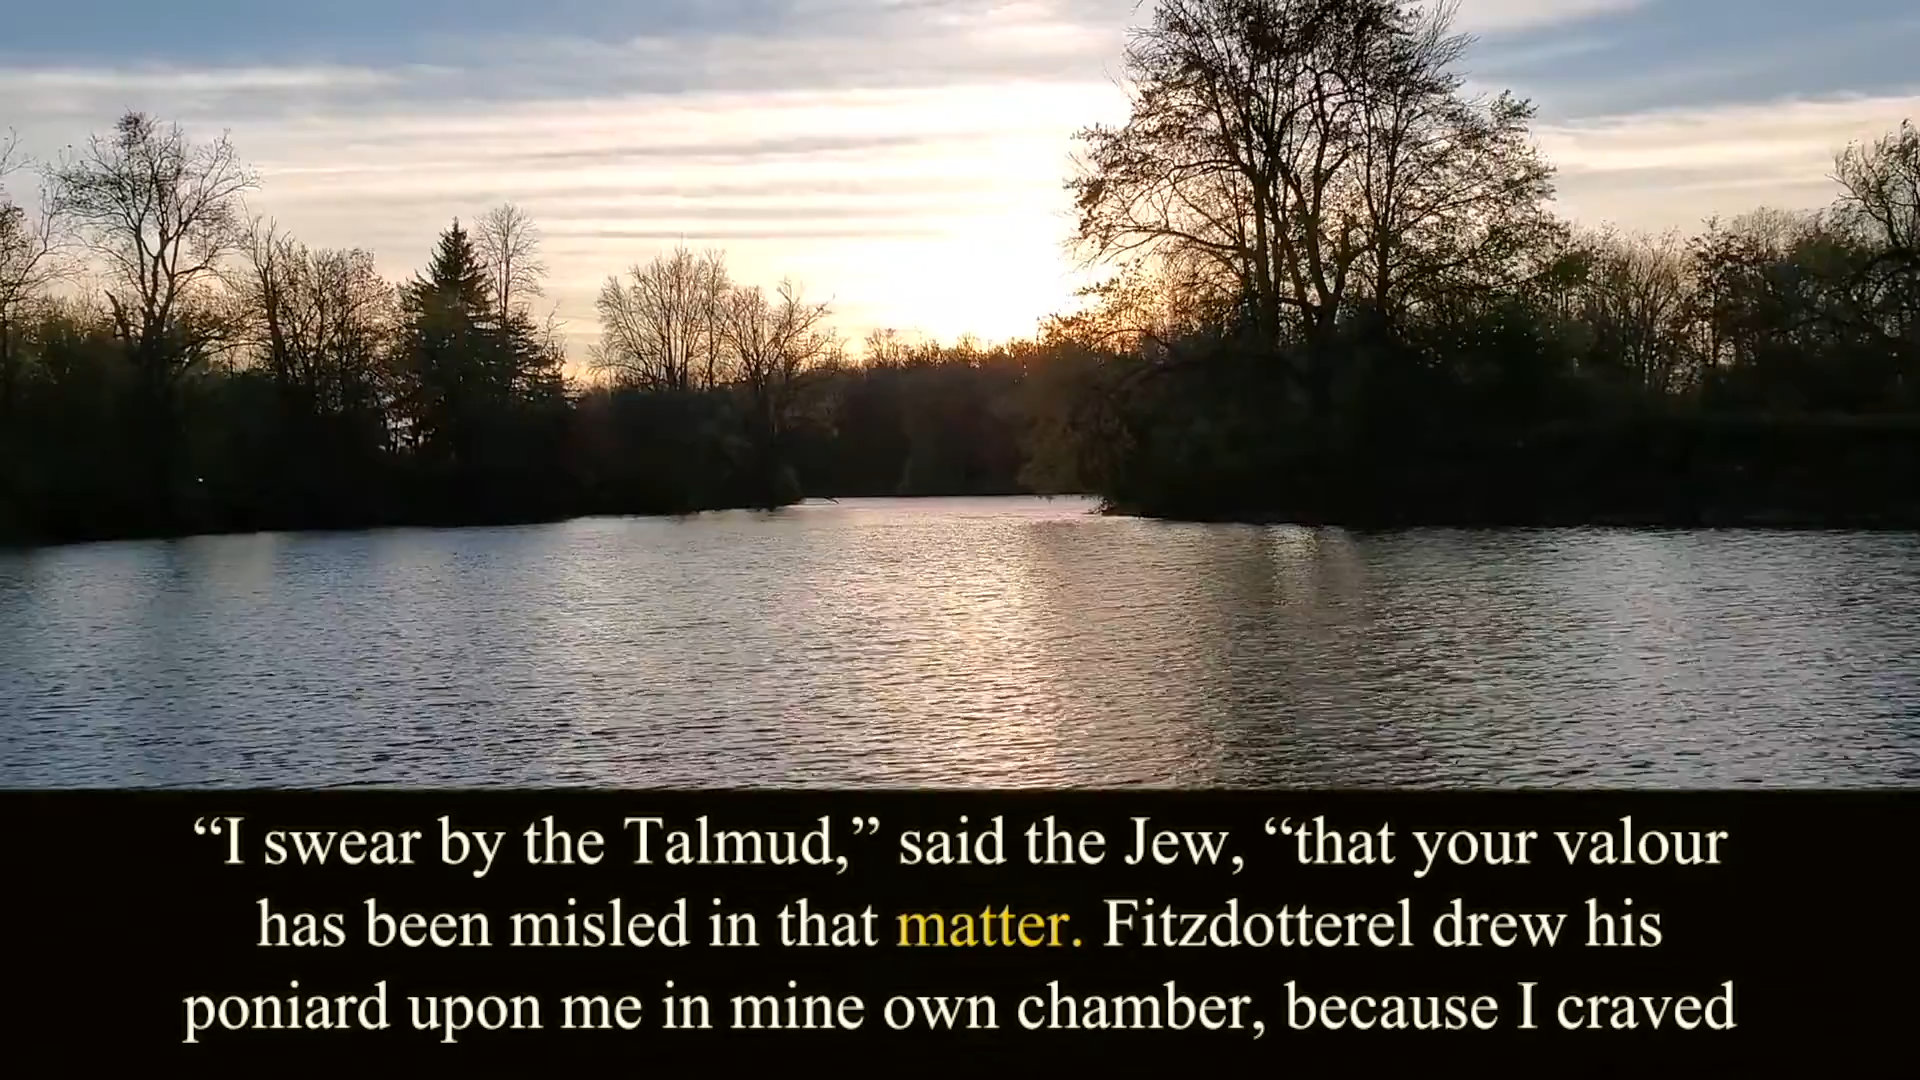 “I swear by the Talmud,” said the Jew, “that your valour
has been misled in that matter. Fitzdotterel drew his
poniard upon me in mine own chamber, because I craved